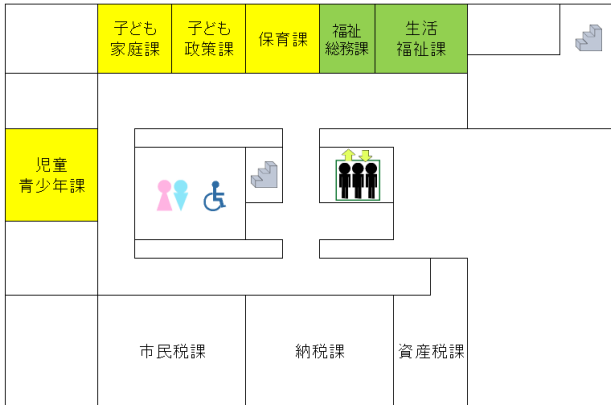 子ども
家庭課
子ども
政策課
保育課
福祉
総務課
生活
福祉課
児童
青少年課
市民税課
納税課
資産税課